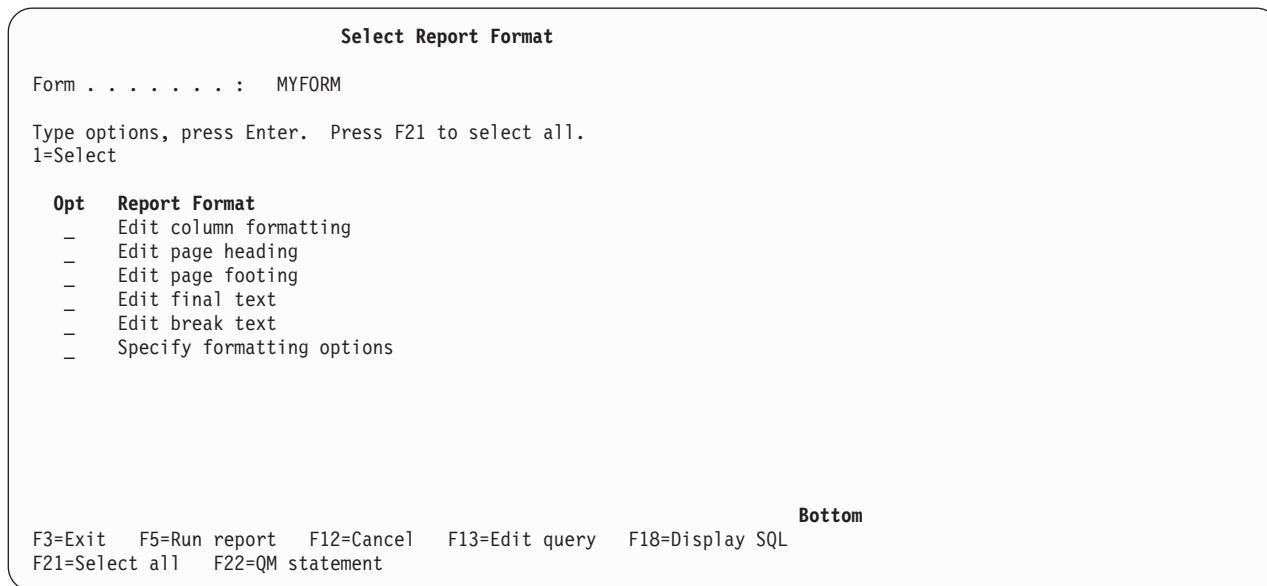 Select Report Format
Form . . . . . . . :   MYFORM
Type options, press Enter.  Press F21 to select all.
1=Select
Opt   Report Format
_   Edit column formatting
_   Edit page heading
_   Edit page footing
_   Edit final text
_   Edit break text
_   Specify formatting options
Bottom
F3=Exit   F5=Run report   F12=Cancel   F13=Edit query   F18=Display SQL
F21=Select all   F22=QM statement